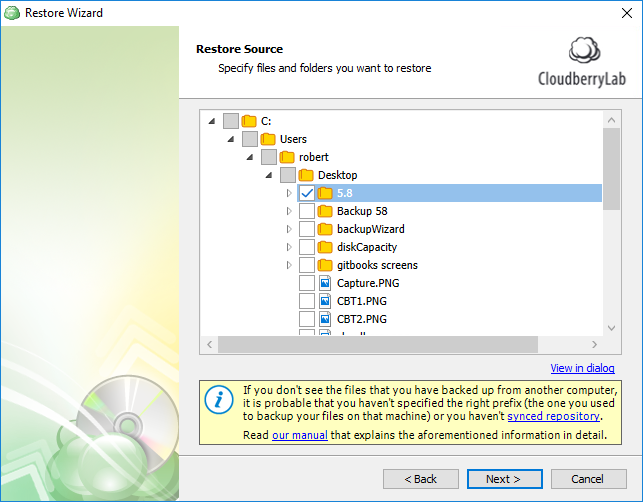 Restore Wizard
Restore Source
Specify files and folders you want to restore
CloudberryLab
C:
Users
robert
Desktop
5.8
Backup 58
backupWizard
diskCapacity
gitbooks screens
Capture.PNG
CBT1.PNG
CBT2.PNG
View in dialog
If you don't see the files that you have backed up from another computer,
it is probable that you haven't specified the right prefix (the one you used
to backup your files on that machine) or you haven't synced repository.
Read our manual that explains the aforementioned information in detail.
< Back
Next >
Cancel